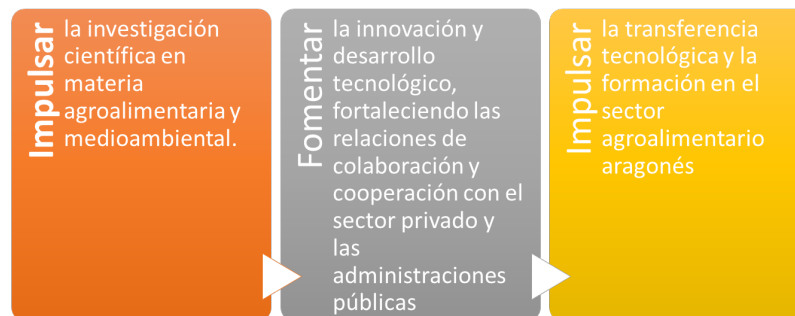 Impulsar
la investigación
científica en
materia
agroalimentaria y
medioambiental.
Fomentar
la innovación y
desarrollo
tecnológico,
fortaleciendo las
relaciones de
colaboración y
cooperación con el
sector privado y
las
administraciones
públicas
Impulsar
la transferencia
tecnológica y la
formación en el
sector
agroalimentario
aragonés